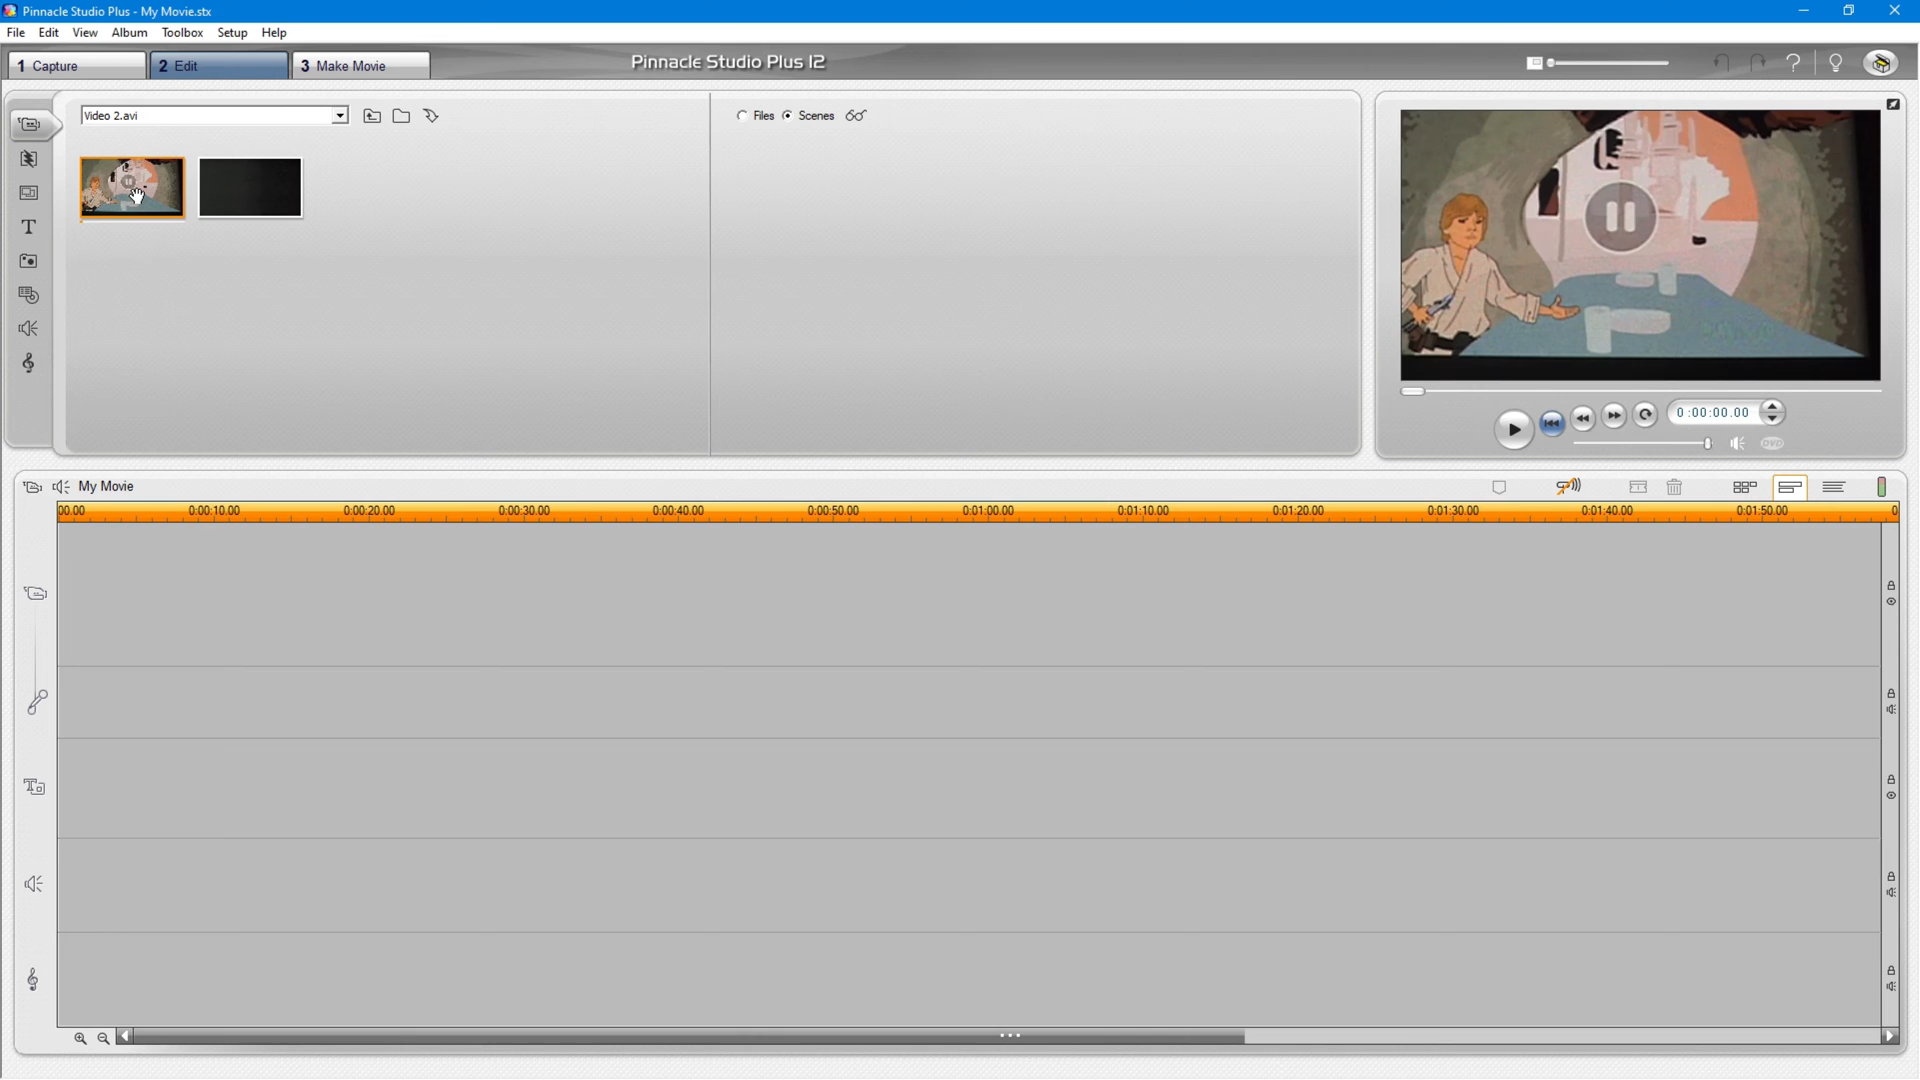 Pinnacle Studio Plus - My Movie.stx
File Edit View Album Toolbox Setup Help
1 Capture 2 Edit 3 Make Movie Pinnacle Studio Plus 12
Video 2.avi Files Scenes
0:00:00.00
DVD
My Movie
00.00 0:00:10.00 0:00:20.00 0:00:30.00 0:00:40.00 0:00:50.00 0:01:00.00 0:01:10.00 0:01:20.00 0:01:30.00 0:01:40.00 0:01:50.00 0